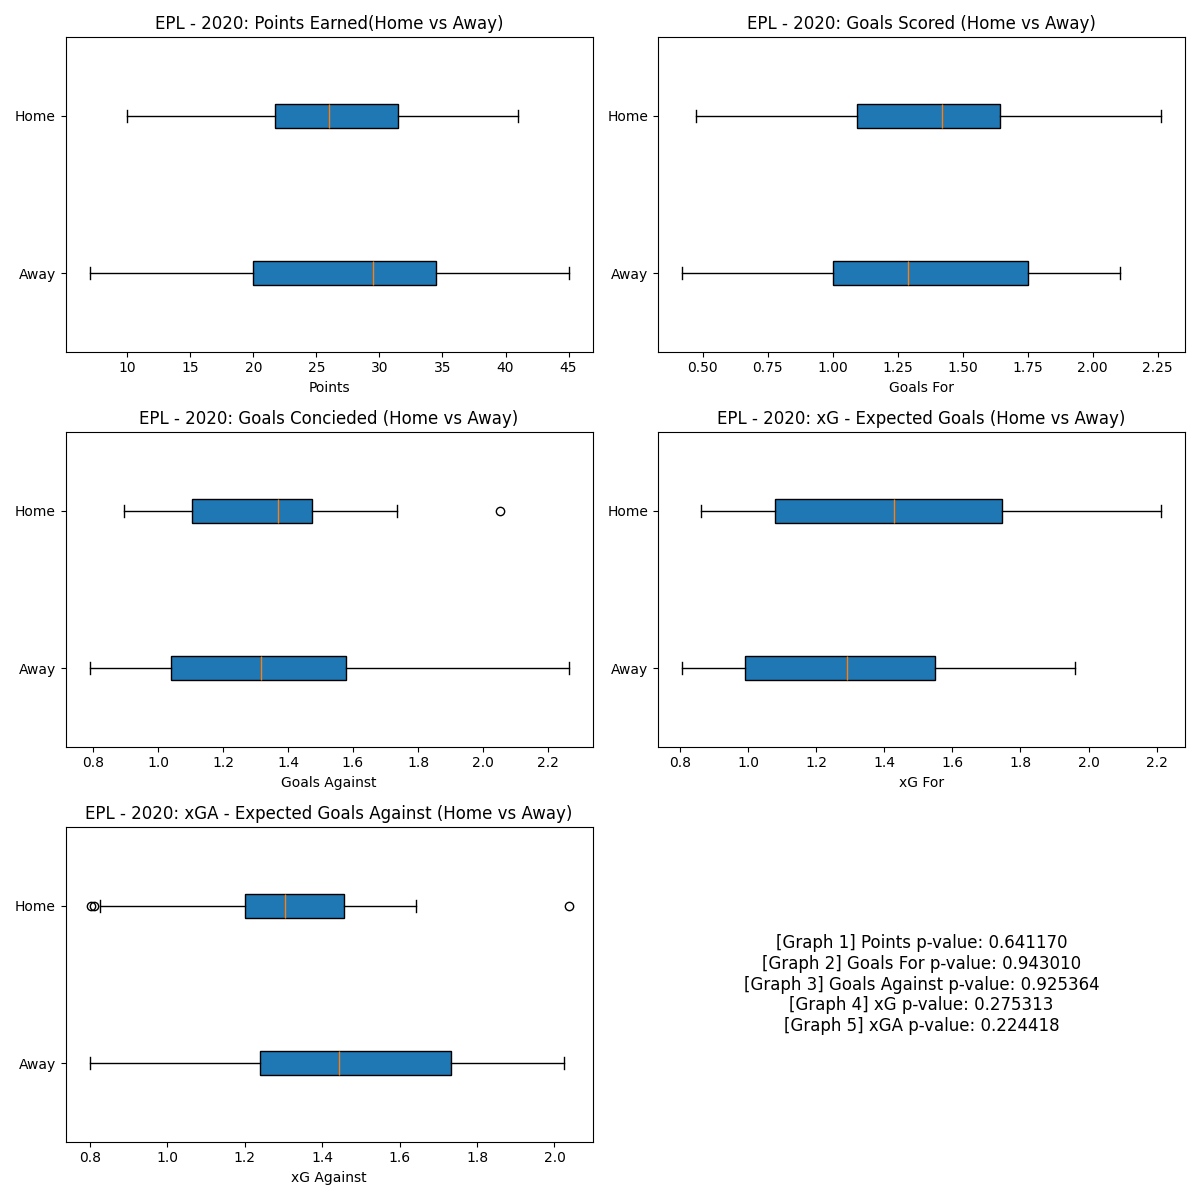 EPL - 2020: Points Earned(Home vs Away)
Home
Away
10 15 20 25 30 35 40 45
Points
EPL - 2020: Goals Scored (Home vs Away)
Home
Away
0.50 0.75 1.00 1.25 1.50 1.75 2.00 2.25
Goals For
EPL - 2020: Goals Concieded (Home vs Away)
Home
Away
0.8 1.0 1.2 1.4 1.6 1.8 2.0 2.2
Goals Against
EPL - 2020: xG - Expected Goals (Home vs Away)
Home
Away
0.8 1.0 1.2 1.4 1.6 1.8 2.0 2.2
xG For
EPL - 2020: xGA - Expected Goals Against (Home vs Away)
Home
Away
0.8 1.0 1.2 1.4 1.6 1.8 2.0
xG Against
[Graph 1] Points p-value: 0.641170
[Graph 2] Goals For p-value: 0.943010
[Graph 3] Goals Against p-value: 0.925364
[Graph 4] xG p-value: 0.275313
[Graph 5] xGA p-value: 0.224418